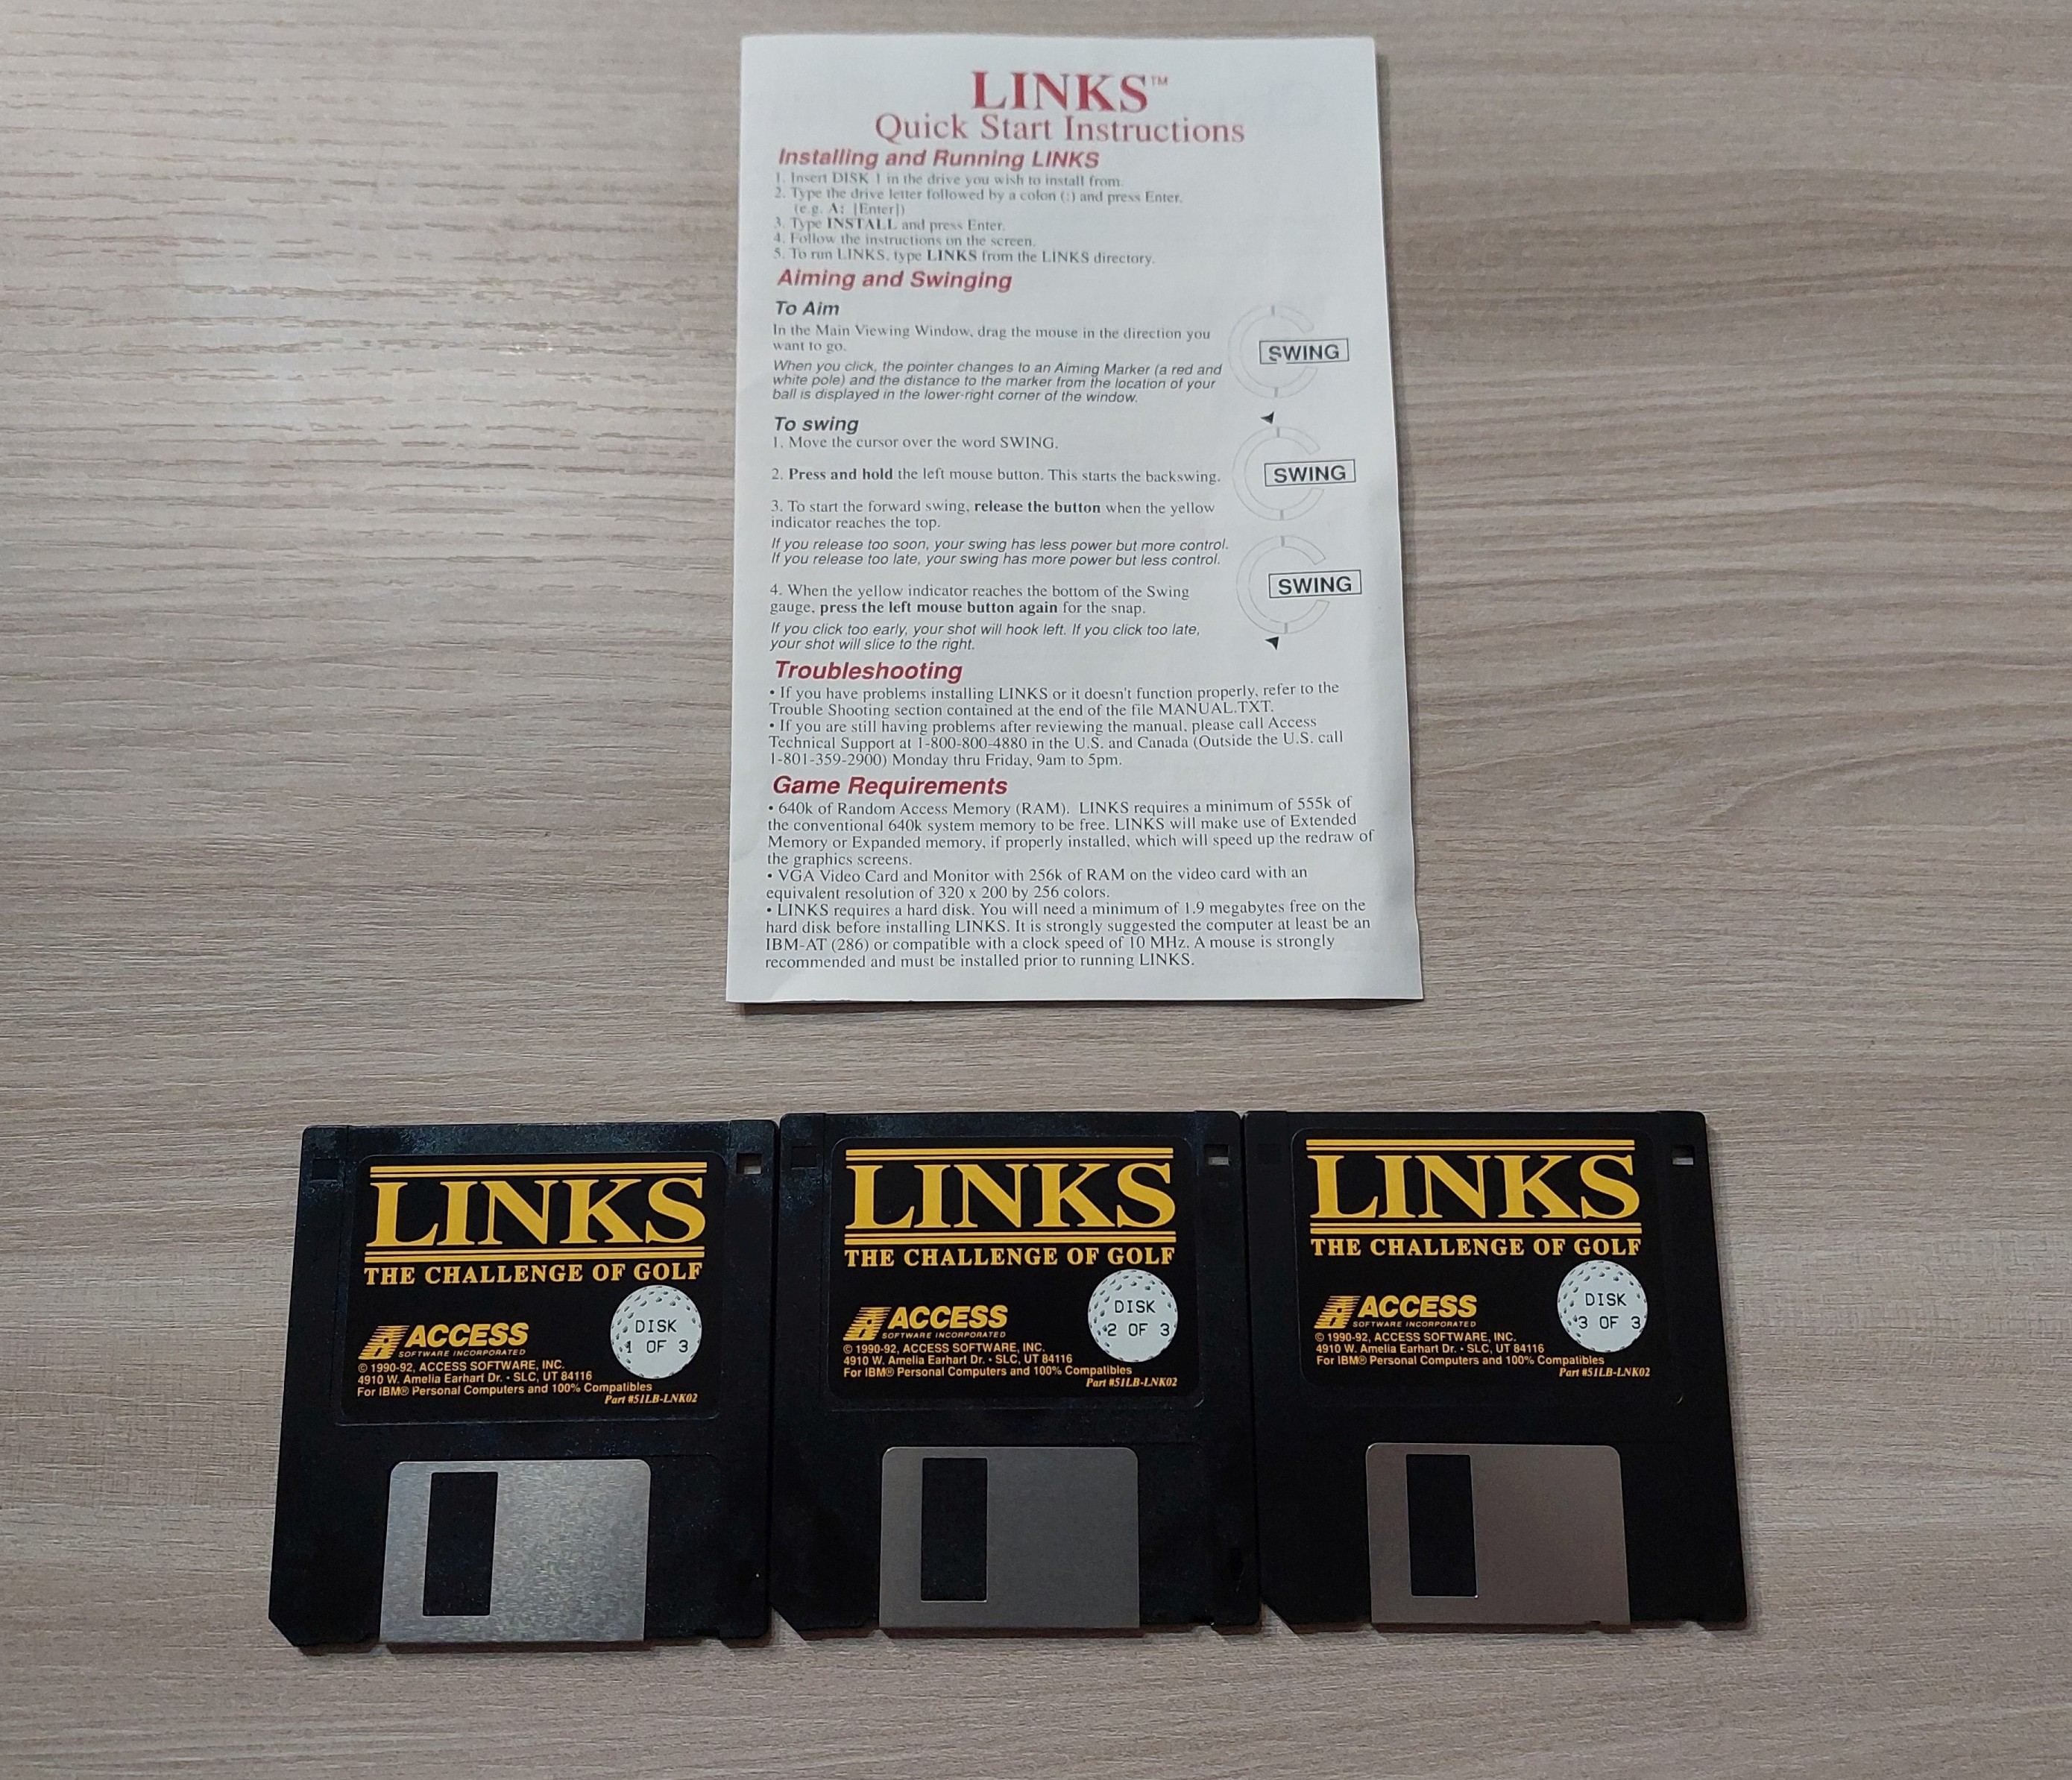 LINKS™
Quick Start Instructions
Installing and Running LINKS
1. Insert DISK 1 in the drive you wish to install from.
2. Type the drive letter followed by a colon (:) and press Enter.
(e.g. A: [Enter])
3. Type INSTALL and press Enter.
4. Follow the instructions on the screen.
5. To run LINKS, type LINKS from the LINKS directory.
Aiming and Swinging
To Aim
In the Main Viewing Window, drag the mouse in the direction you
want to go.
When you click, the pointer changes to an Aiming Marker (a red and
white pole) and the distance to the marker from the location of your
ball is displayed in the lower-right corner of the window.
SWING
To swing
1. Move the cursor over the word SWING.
2. Press and hold the left mouse button. This starts the backswing.
SWING
3. To start the forward swing, release the button when the yellow
indicator reaches the top.
If you release too soon, your swing has less power but more control.
If you release too late, your swing has more power but less control.
4. When the yellow indicator reaches the bottom of the Swing
gauge, press the left mouse button again for the snap.
SWING
If you click too early, your shot will hook left. If you click too late,
your shot will slice to the right.
Troubleshooting
• If you have problems installing LINKS or it doesn't function properly, refer to the
Trouble Shooting section contained at the end of the file MANUAL.TXT.
• If you are still having problems after reviewing the manual, please call Access
Technical Support at 1-800-800-4880 in the U.S. and Canada (Outside the U.S. call
1-801-359-2900) Monday thru Friday, 9am to 5pm.
Game Requirements
• 640k of Random Access Memory (RAM). LINKS requires a minimum of 555k of
the conventional 640k system memory to be free. LINKS will make use of Extended
Memory or Expanded memory, if properly installed, which will speed up the redraw of
the graphics screens.
• VGA Video Card and Monitor with 256k of RAM on the video card with an
equivalent resolution of 320 x 200 by 256 colors.
• LINKS requires a hard disk. You will need a minimum of 1.9 megabytes free on the
hard disk before installing LINKS. It is strongly suggested the computer at least be an
IBM-AT (286) or compatible with a clock speed of 10 MHz. A mouse is strongly
recommended and must be installed prior to running LINKS.
LINKS
THE CHALLENGE OF GOLF
DISK
1 OF 3
ACCESS
SOFTWARE INCORPORATED
© 1990-92, ACCESS SOFTWARE, INC.
4910 W. Amelia Earhart Dr. • SLC, UT 84116
For IBM® Personal Computers and 100% Compatibles
Part #51LB-LNK02
LINKS
THE CHALLENGE OF GOLF
DISK
2 OF 3
ACCESS
SOFTWARE INCORPORATED
© 1990-92, ACCESS SOFTWARE, INC.
4910 W. Amelia Earhart Dr. • SLC, UT 84116
For IBM® Personal Computers and 100% Compatibles
Part #51LB-LNK02
LINKS
THE CHALLENGE OF GOLF
DISK
3 OF 3
ACCESS
SOFTWARE INCORPORATED
© 1990-92, ACCESS SOFTWARE, INC.
4910 W. Amelia Earhart Dr. • SLC, UT 84116
For IBM® Personal Computers and 100% Compatibles
Part #51LB-LNK02